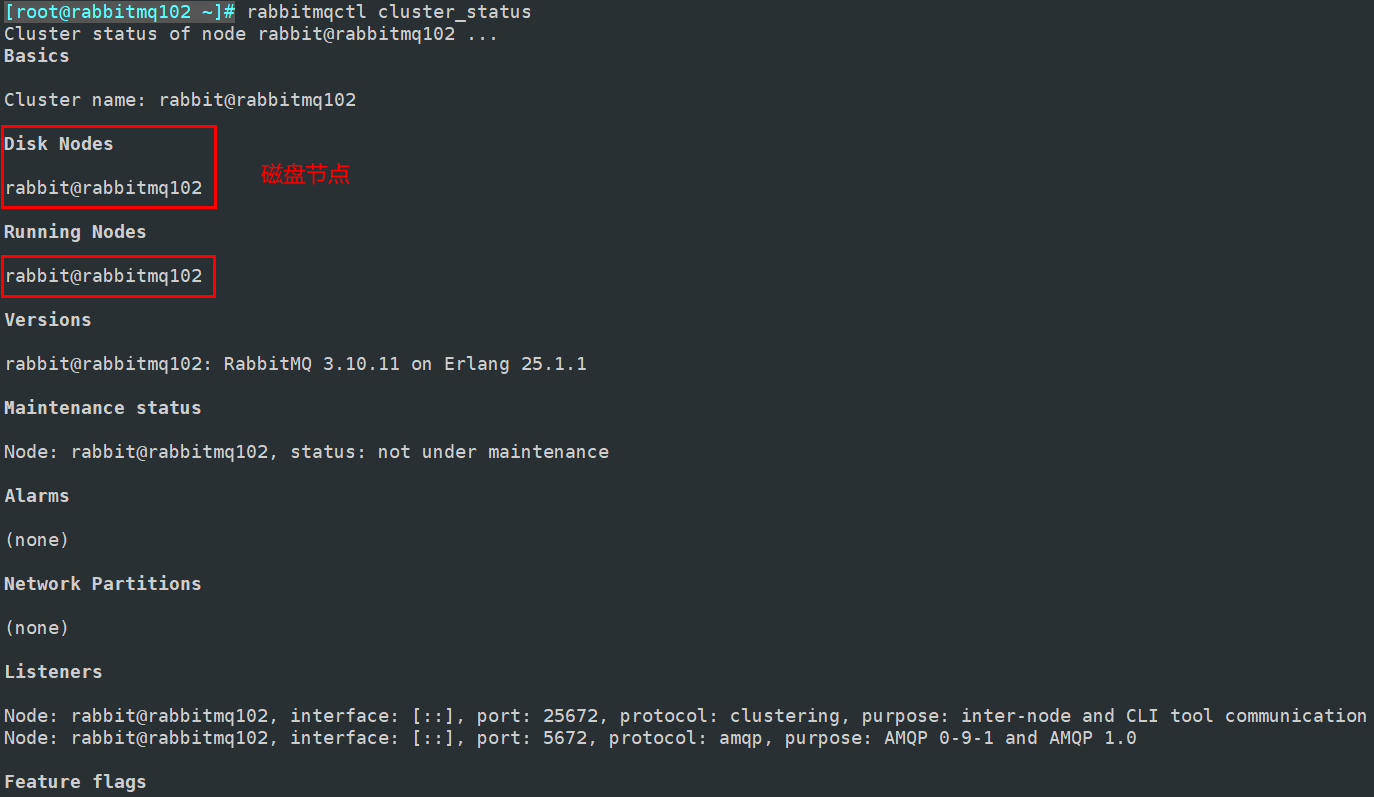 [root@rabbitmq102 ~]# rabbitmqctl cluster_status
Cluster status of node rabbit@rabbitmq102 ...
Basics
Cluster name: rabbit@rabbitmq102
Disk Nodes
磁盘节点
rabbit@rabbitmq102
Running Nodes
rabbit@rabbitmq102
Versions
rabbit@rabbitmq102: RabbitMQ 3.10.11 on Erlang 25.1.1
Maintenance status
Node: rabbit@rabbitmq102, status: not under maintenance
Alarms
(none)
Network Partitions
(none)
Listeners
Node: rabbit@rabbitmq102, interface: [::], port: 25672, protocol: clustering, purpose: inter-node and CLI tool communication
Node: rabbit@rabbitmq102, interface: [::], port: 5672, protocol: amqp, purpose: AMQP 0-9-1 and AMQP 1.0
Feature flags